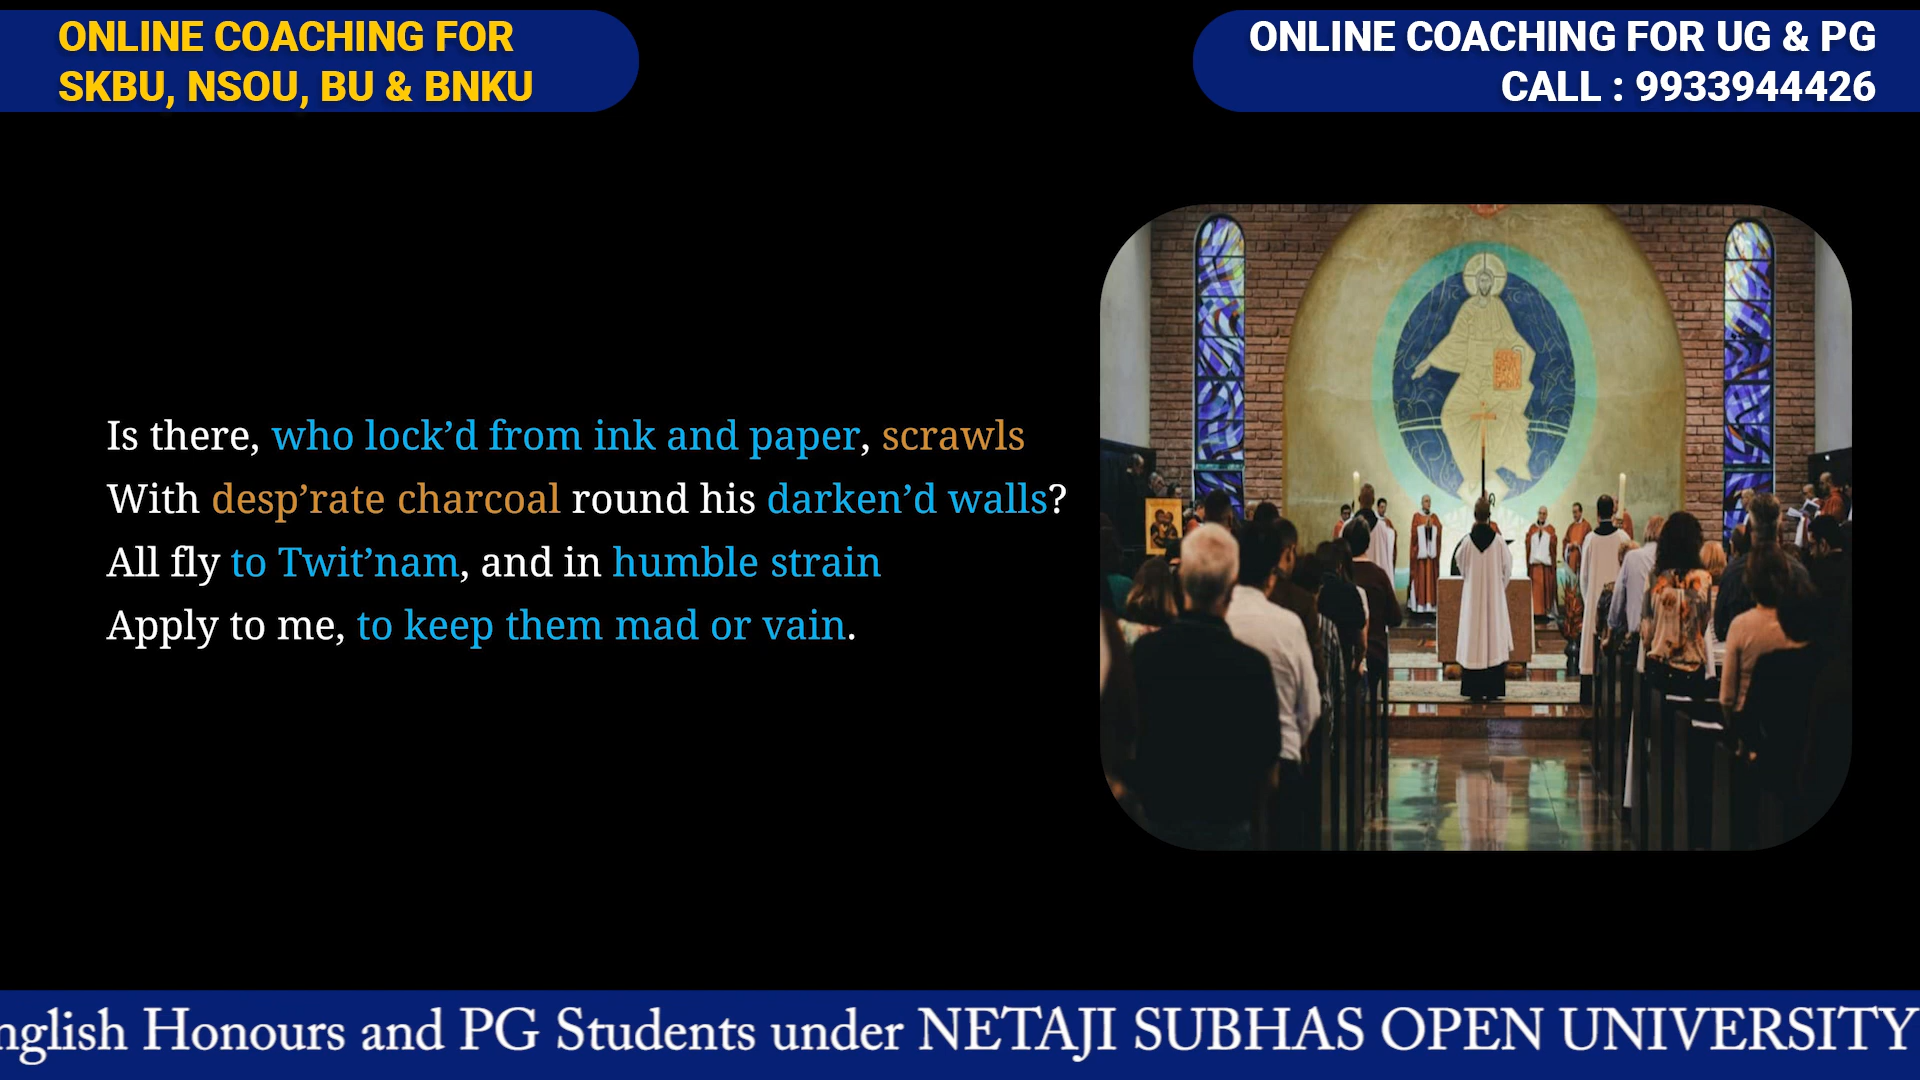 ONLINE COACHING FOR
SKBU, NSOU, BU & BNKU
ONLINE COACHING FOR UG & PG
CALL : 9933944426
Is there, who lock’d from ink and paper, scrawls
With desp’rate charcoal round his darken’d walls?
All fly to Twit’nam, and in humble strain
Apply to me, to keep them mad or vain.
nglish Honours and PG Students under NETAJI SUBHAS OPEN UNIVERSITY